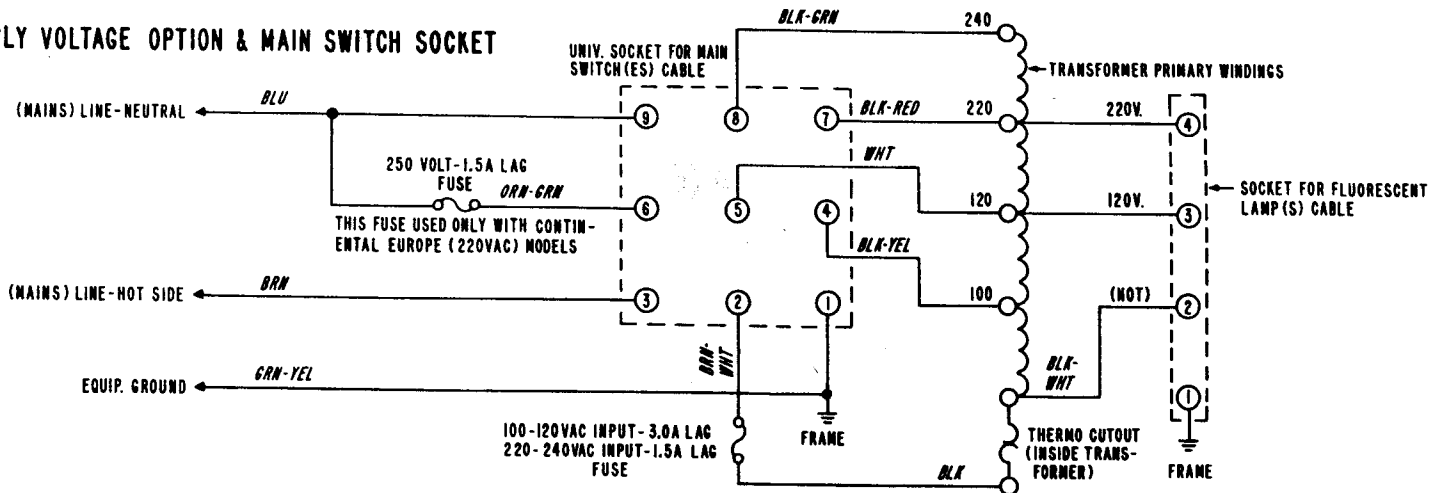 LY VOLTAGE OPTION & MAIN SWITCH SOCKET
UNIV. SOCKET FOR MAIN
SWITCH(ES) CABLE
BLK-GRN
240
TRANSFORMER PRIMARY WINDINGS
(MAINS) LINE-NEUTRAL
BLU
9
8
7
BLK-RED
220
220V.
4
250 VOLT-1.5A LAG
FUSE
ORN-GRN
WHT
SOCKET FOR FLUORESCENT
LAMP(S) CABLE
6
5
4
120
120V.
3
THIS FUSE USED ONLY WITH CONTIN-
ENTAL EUROPE (220VAC) MODELS
BLK-YEL
(MAINS) LINE-HOT SIDE
BRN
3
2
1
100
(NOT)
2
BRN-
WHT
BLK-
WHT
EQUIP. GROUND
GRN-YEL
1
FRAME
100-120VAC INPUT-3.0A LAG
220-240VAC INPUT-1.5A LAG
FUSE
BLK
THERMO CUTOUT
(INSIDE TRANS-
FORMER)
FRAME